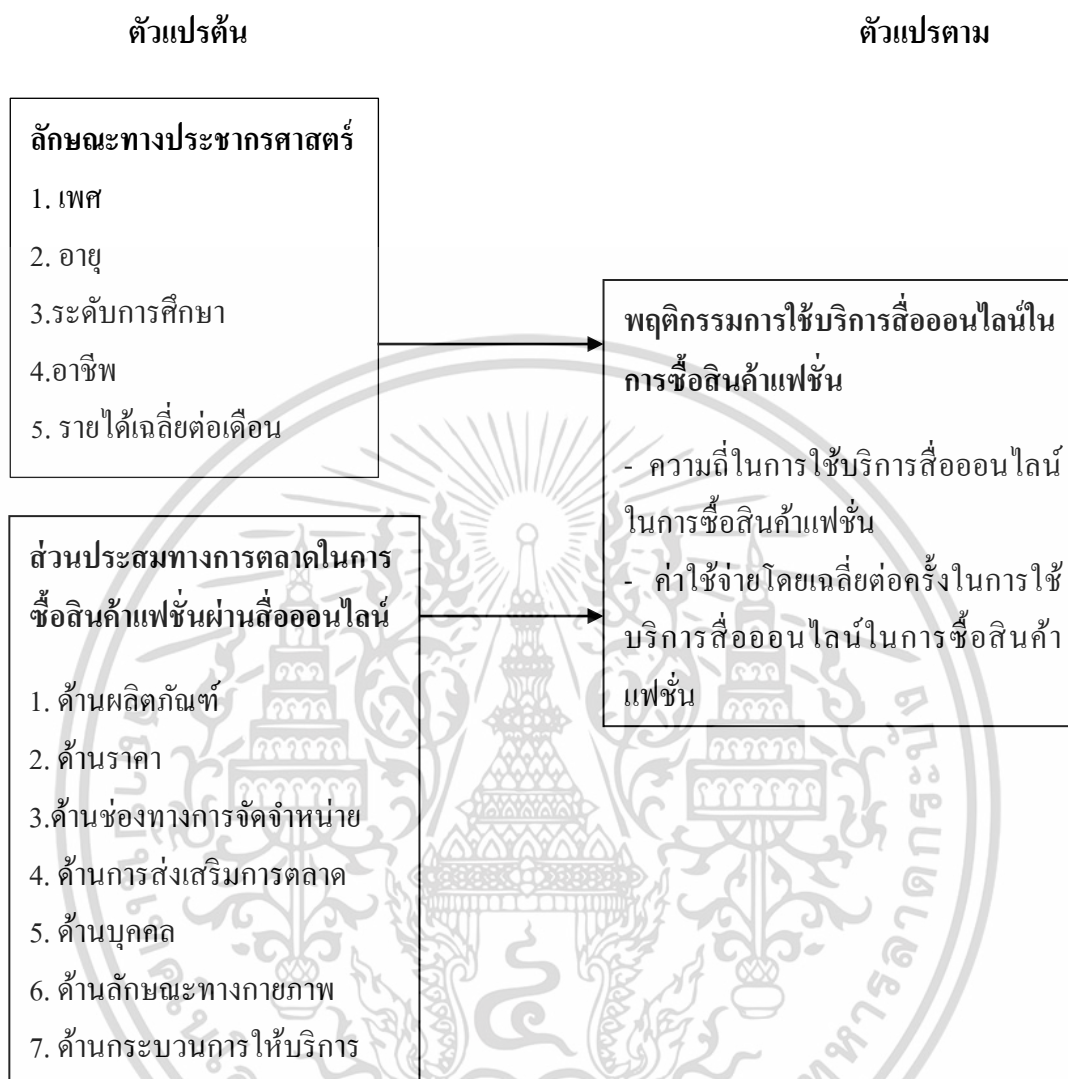 ตัวแปรต้น
ตัวแปรตาม
ลักษณะทางประชากรศาสตร์
1. เพศ
2. อายุ
3.ระดับการศึกษา
4.อาชีพ
5. รายได้เฉลี่ยต่อเดือน
ส่วนประสมทางการตลาดในการ
ซื้อสินค้าแฟชั่นผ่านสื่อออนไลน์
1. ด้านผลิตภัณฑ์
2. ด้านราคา
3.ด้านช่องทางการจัดจำหน่าย
4. ด้านการส่งเสริมการตลาด
5. ด้านบุคคล
6. ด้านลักษณะทางกายภาพ
7. ด้านกระบวนการให้บริการ
พฤติกรรมการใช้บริการสื่อออนไลน์ใน
การซื้อสินค้าแฟชั่น
- ความถี่ในการใช้บริการสื่อออนไลน์
ในการซื้อสินค้าแฟชั่น
- ค่าใช้จ่ายโดยเฉลี่ยต่อครั้งในการใช้
บริการสื่อออนไลน์ในการซื้อสินค้า
แฟชั่น